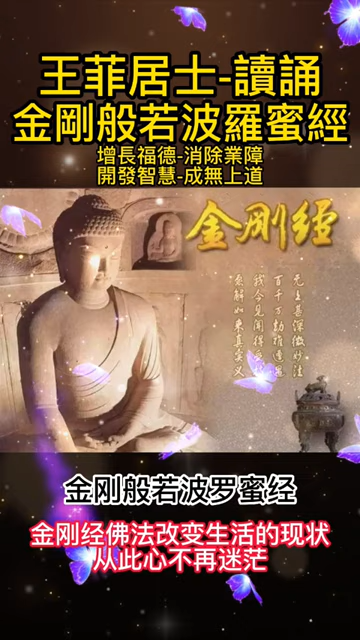 王菲居士-讀誦
金剛般若波羅蜜經
增長福德-消除業障
開發智慧-成無上道
金刚经
无上甚深微妙法
百千万劫难遭遇
我今见闻得受持
愿解如来真实义
金刚般若波罗蜜经
金刚经佛法改变生活的现状
从此心不再迷茫